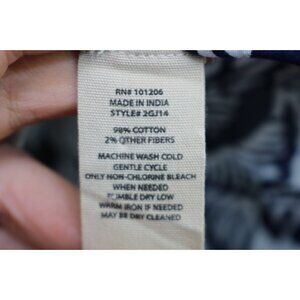 RN# 101206
MADE IN INDIA
STYLE# 2GJ14
98% COTTON
2% OTHER FIBERS
MACHINE WASH COLD
GENTLE CYCLE
ONLY NON-CHLORINE BLEACH
WHEN NEEDED
TUMBLE DRY LOW
WARM IRON IF NEEDED
MAY BE DRY CLEANED